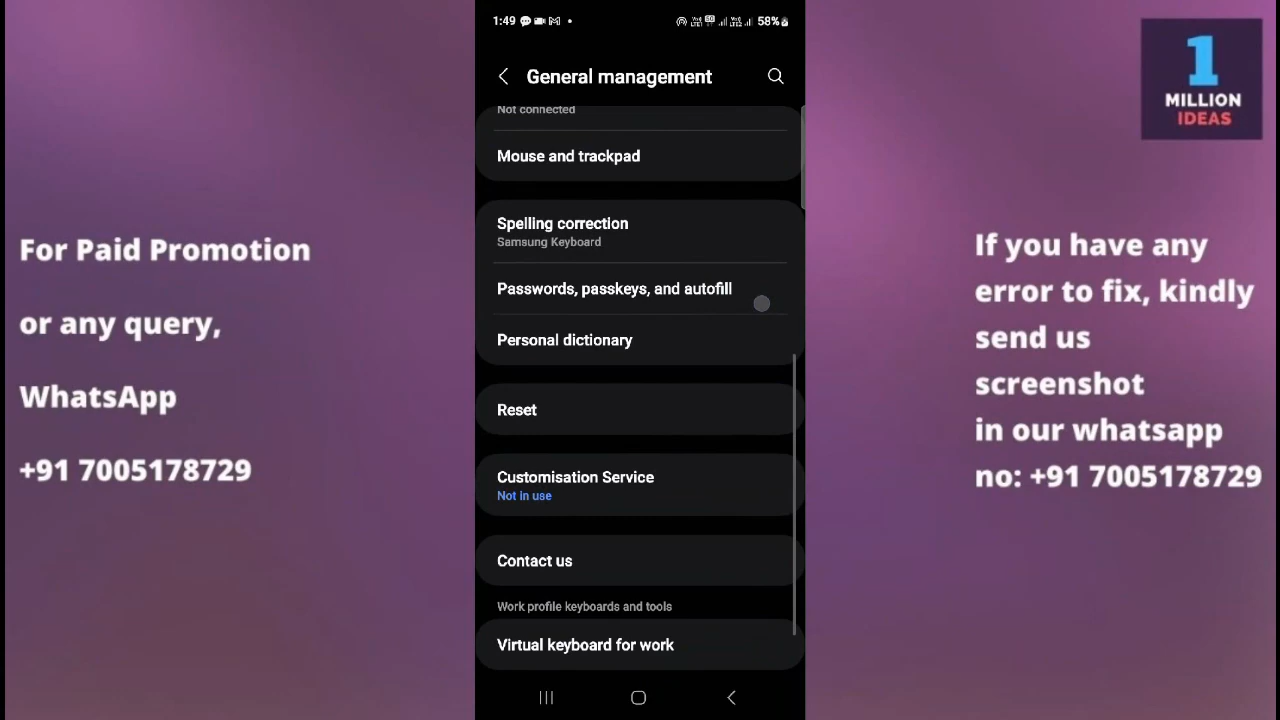 For Paid Promotion
or any query,
WhatsApp
+91 7005178729
1:49
58%
General management
Not connected
Mouse and trackpad
Spelling correction
Samsung Keyboard
Passwords, passkeys, and autofill
Personal dictionary
Reset
Customisation Service
Not in use
Contact us
Work profile keyboards and tools
Virtual keyboard for work
1
MILLION
IDEAS
If you have any
error to fix, kindly
send us
screenshot
in our whatsapp
no: +91 7005178729